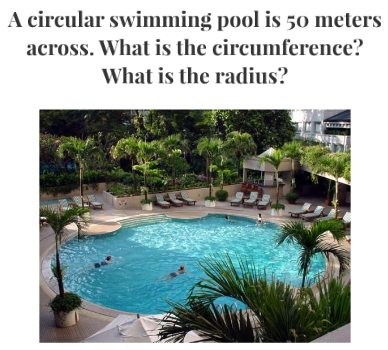 A circular swimming pool is 50 meters
across. What is the circumference?
What is the radius?